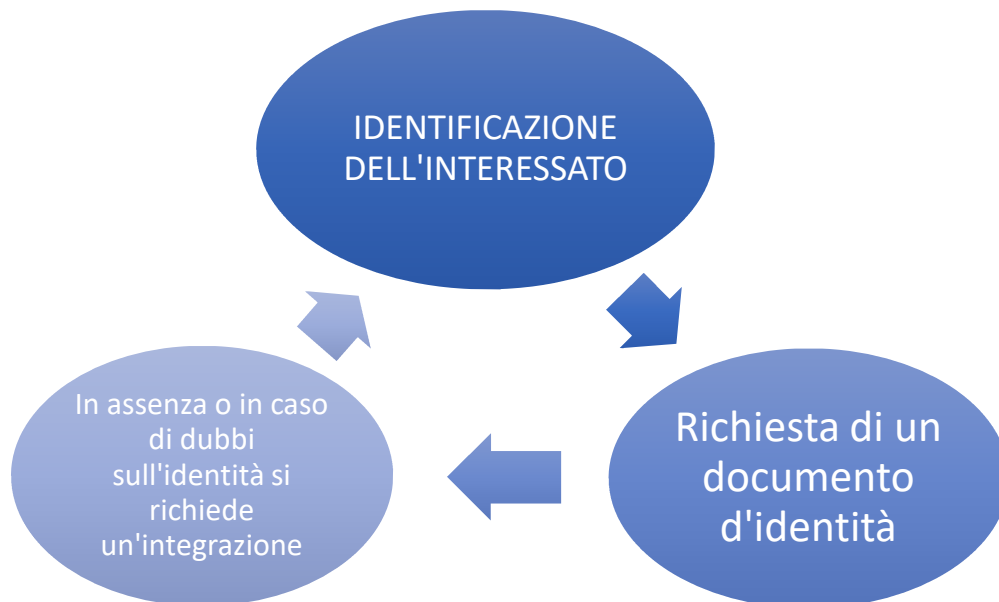 IDENTIFICAZIONE
DELL'INTERESSATO
Richiesta di un
documento
d'identità
In assenza o in caso
di dubbi
sull'identità si
richiede
un'integrazione